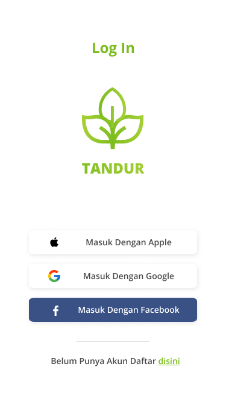 Log In
TANDUR
Masuk Dengan Apple
Masuk Dengan Google
Masuk Dengan Facebook
Belum Punya Akun Daftar disini